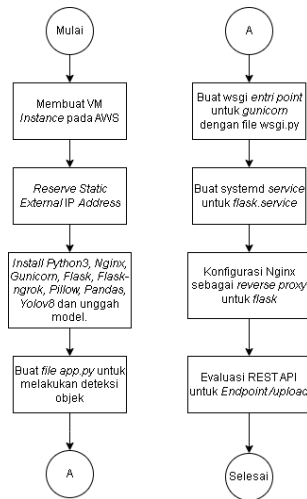 Mulai
Membuat VM
Instance pada AWS
Reserve Static
External IP Address
Install Python3, Nginx,
Gunicorn, Flask, Flask-
ngrok, Pillow, Pandas,
Yolov8 dan unggah
model.
Buat file app.py untuk
melakukan deteksi
objek
A
A
Buat wsgi entri point
untuk gunicorn
dengan file wsgi.py
Buat systemd service
untuk flask.service
Konfigurasi Nginx
sebagai reverse proxy
untuk flask
Evaluasi REST API
untuk Endpoint /upload
Selesai